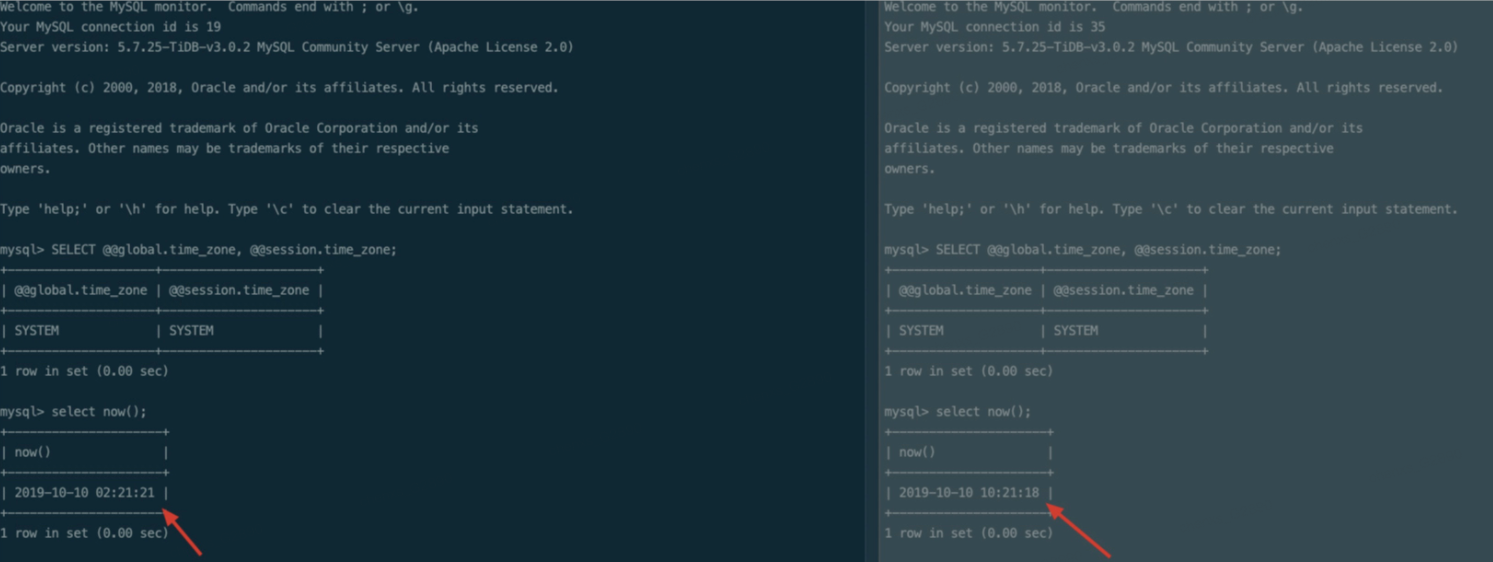 Welcome to the MySQL monitor.  Commands end with ; or \g.
Your MySQL connection id is 19
Server version: 5.7.25-TiDB-v3.0.2 MySQL Community Server (Apache License 2.0)
Copyright (c) 2000, 2018, Oracle and/or its affiliates. All rights reserved.
Oracle is a registered trademark of Oracle Corporation and/or its
affiliates. Other names may be trademarks of their respective
owners.
Type 'help;' or '\h' for help. Type '\c' to clear the current input statement.
mysql> SELECT @@global.time_zone, @@session.time_zone;
+--------------------+---------------------+
| @@global.time_zone | @@session.time_zone |
+--------------------+---------------------+
| SYSTEM             | SYSTEM              |
+--------------------+---------------------+
1 row in set (0.00 sec)
mysql> select now();
+---------------------+
| now()               |
+---------------------+
| 2019-10-10 02:21:21 |
+---------------------+
1 row in set (0.00 sec)
Welcome to the MySQL monitor.  Commands end with ; or \g.
Your MySQL connection id is 35
Server version: 5.7.25-TiDB-v3.0.2 MySQL Community Server (Apache License 2.0)
Copyright (c) 2000, 2018, Oracle and/or its affiliates. All rights reserved.
Oracle is a registered trademark of Oracle Corporation and/or its
affiliates. Other names may be trademarks of their respective
owners.
Type 'help;' or '\h' for help. Type '\c' to clear the current input statement.
mysql> SELECT @@global.time_zone, @@session.time_zone;
+--------------------+---------------------+
| @@global.time_zone | @@session.time_zone |
+--------------------+---------------------+
| SYSTEM             | SYSTEM              |
+--------------------+---------------------+
1 row in set (0.00 sec)
mysql> select now();
+---------------------+
| now()               |
+---------------------+
| 2019-10-10 10:21:18 |
+---------------------+
1 row in set (0.00 sec)